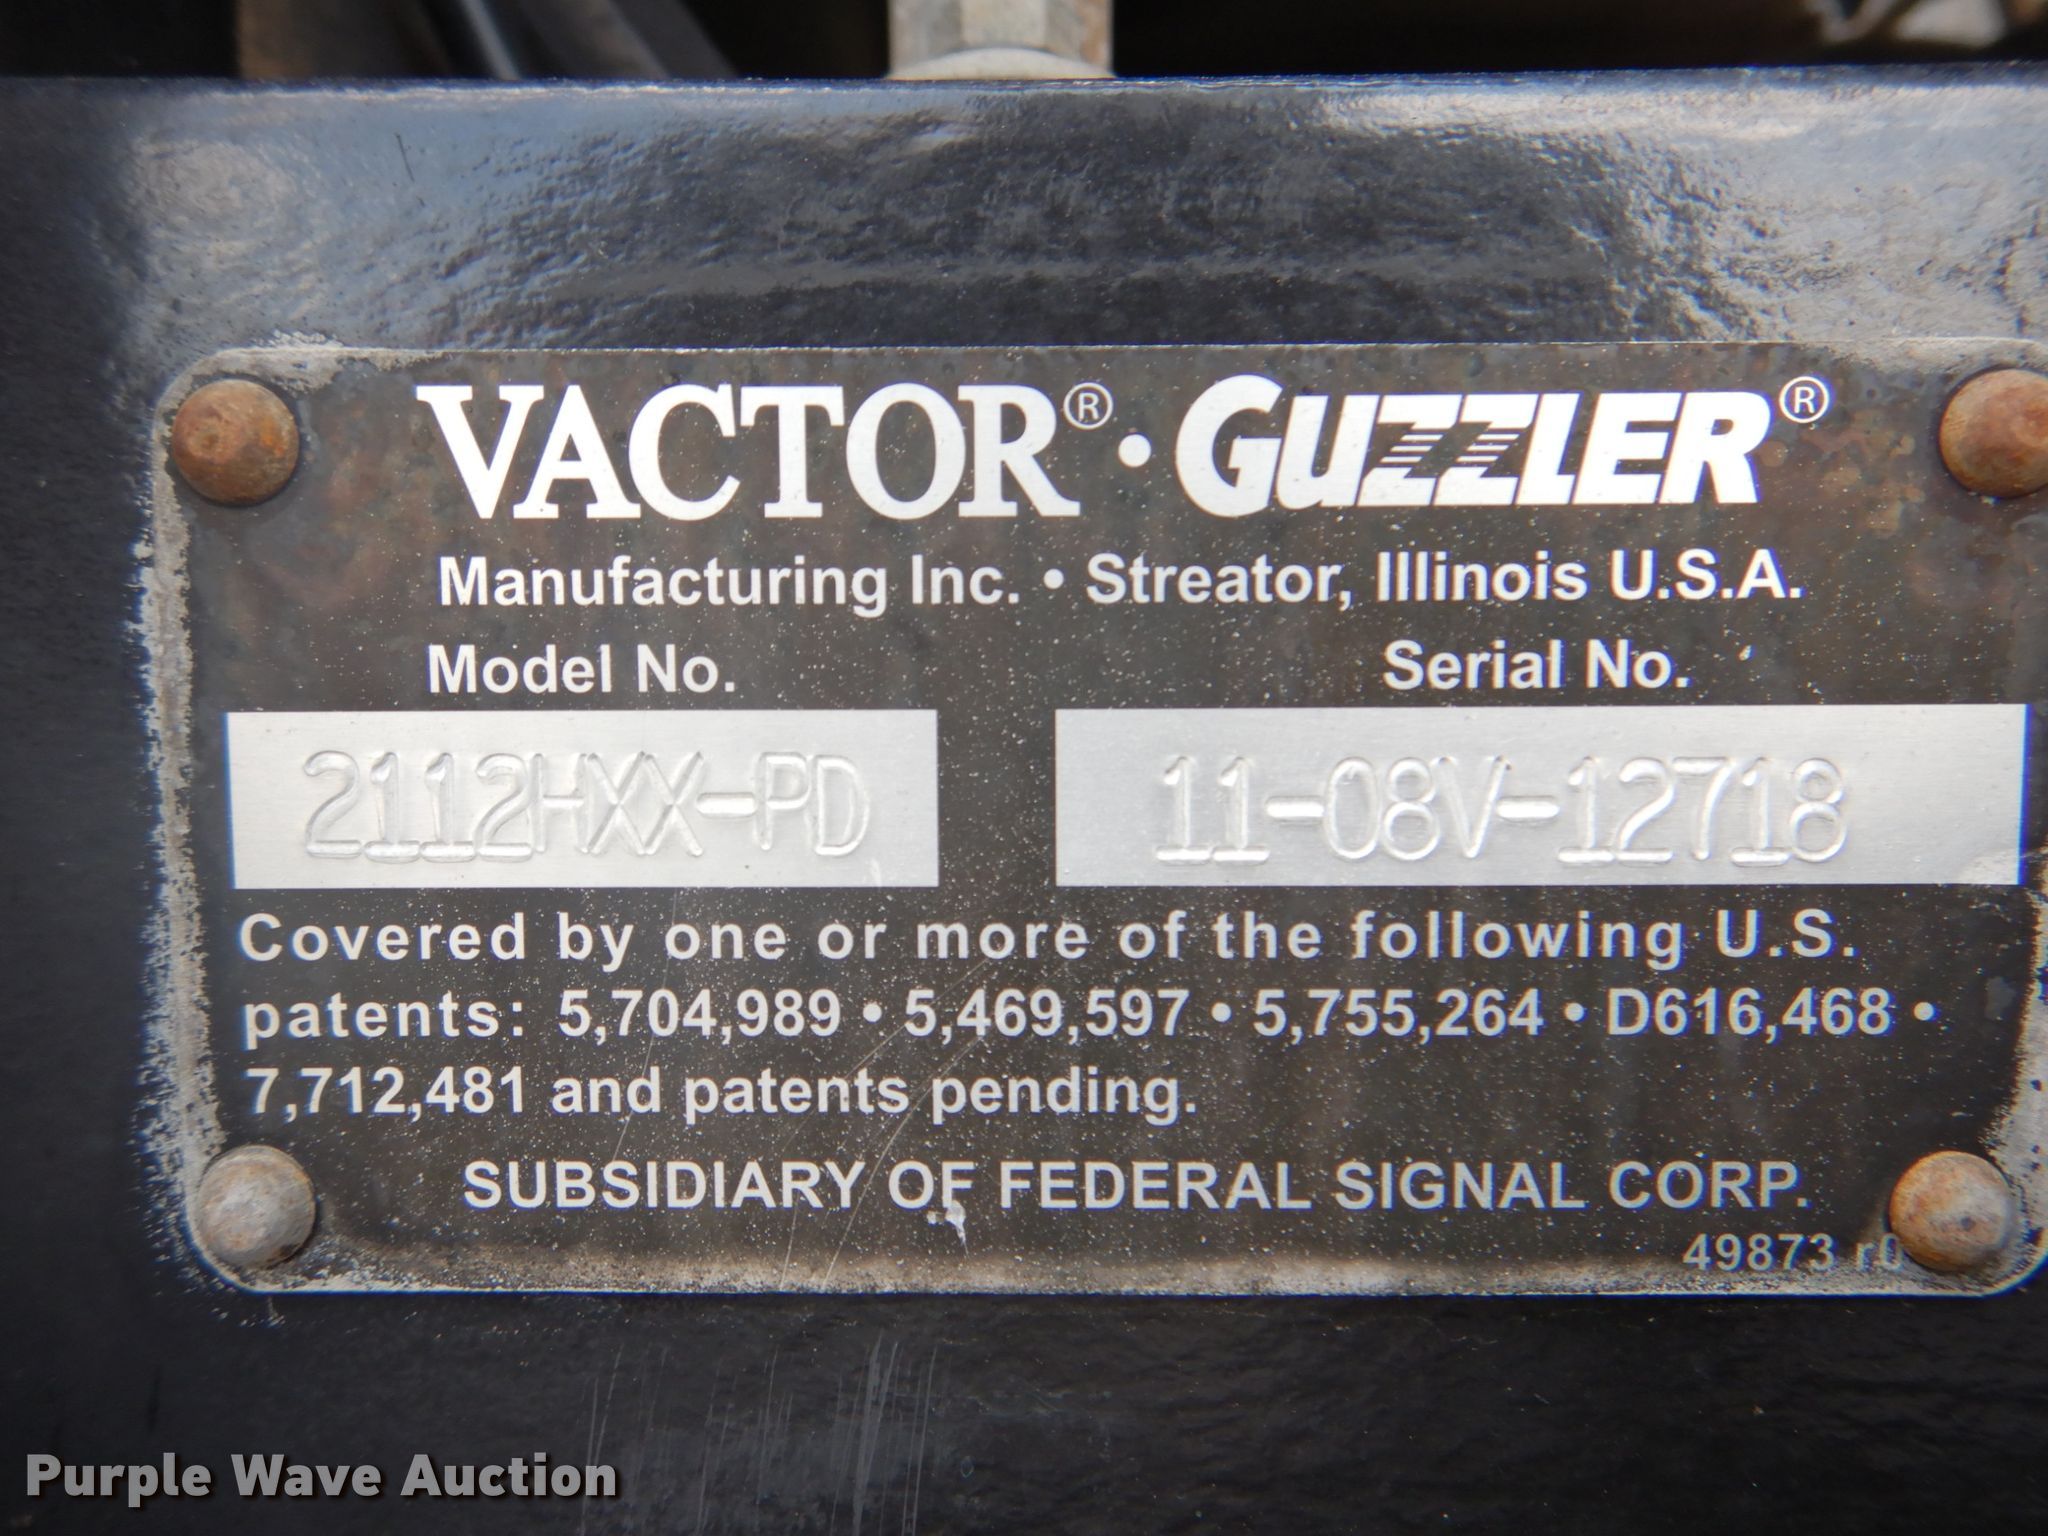 VACTOR® • GUZZLER®
Manufacturing Inc. • Streator, Illinois U.S.A.
Model No. Serial No.
2112HXX-PD 11-08V-12718
Covered by one or more of the following U.S.
patents: 5,704,989 • 5,469,597 • 5,755,264 • D616,468 •
7,712,481 and patents pending.
SUBSIDIARY OF FEDERAL SIGNAL CORP.
49873 r0
Purple Wave Auction